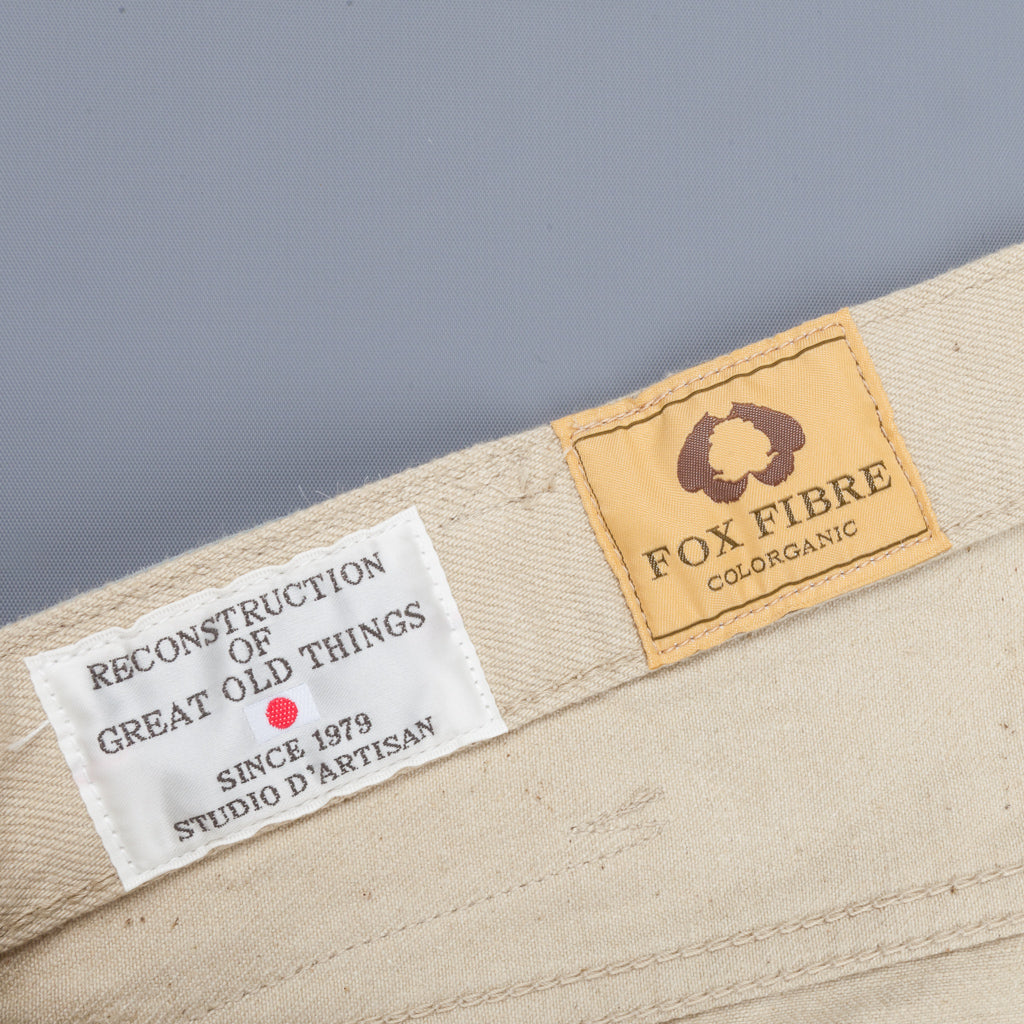 RECONSTRUCTION
OF
GREAT OLD THINGS
SINCE 1979
STUDIO D'ARTISAN
FOX FIBRE
COLORGANIC